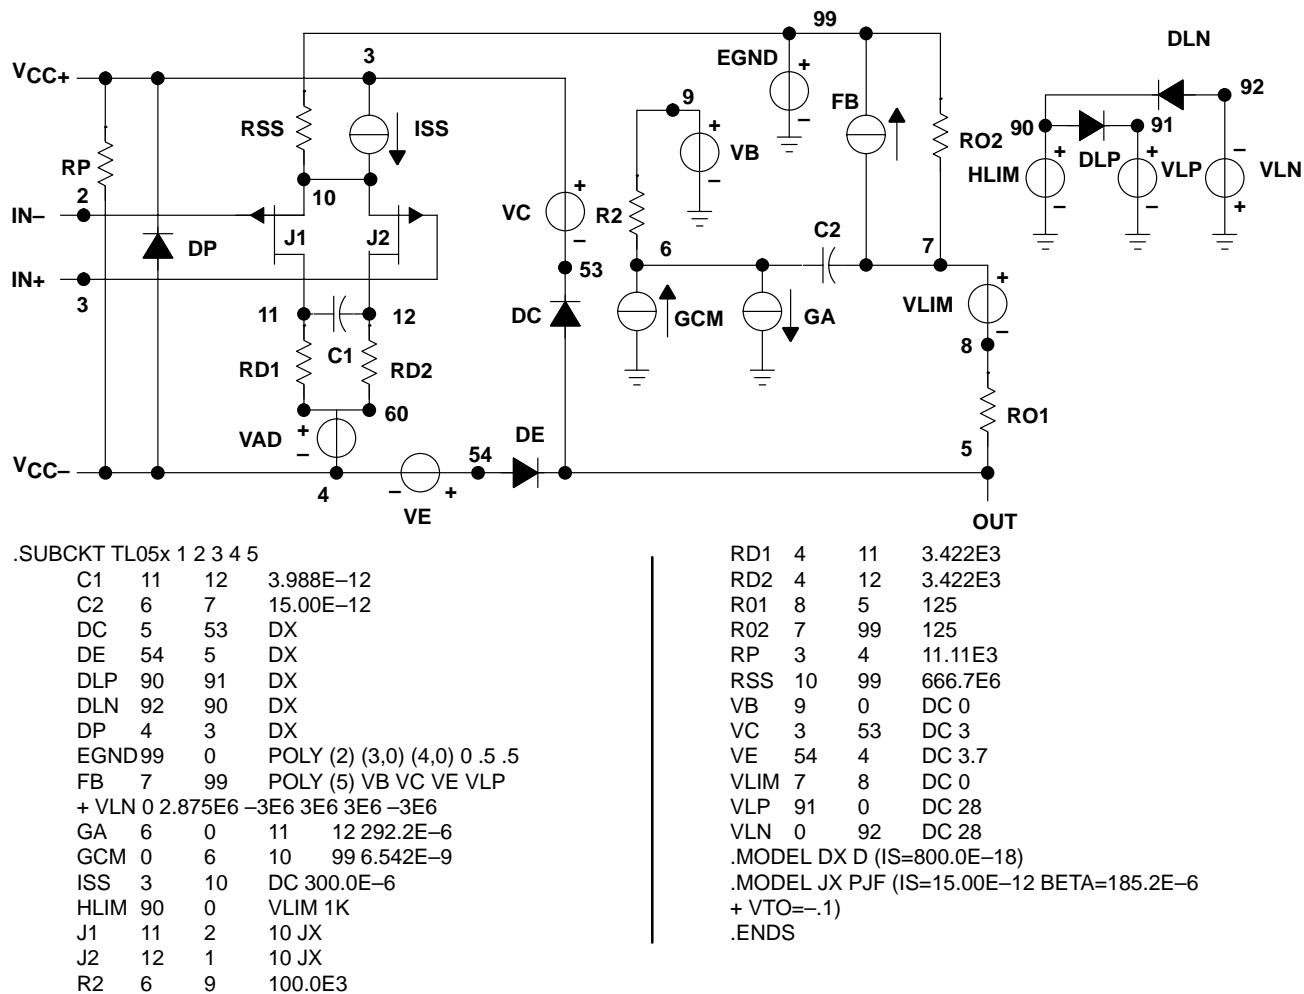 99
DLN
3
VCC+
EGND
+
–
92
9
FB
RSS
ISS
+
–
VB
90
91
RO2
DLP
–
+
RP
HLIM
+
–
+
–
VLP
VLN
10
2
+
VC
–
R2
C2
IN–
J1
J2
6
7
DP
IN+
53
+
VLIM
–
3
11
12
DC
GCM
GA
C1
8
RD1
RD2
RO1
60
+
VAD
–
DE
54
5
VCC–
4
–
+
VE
OUT
.SUBCKT TL05x 1 2 3 4 5
C1 11 12 3.988E–12
C2 6 7 15.00E–12
DC 5 53 DX
DE 54 5 DX
DLP 90 91 DX
DLN 92 90 DX
DP 4 3 DX
EGND 99 0 POLY (2) (3,0) (4,0) 0 .5 .5
FB 7 99 POLY (5) VB VC VE VLP
+ VLN 0 2.875E6 –3E6 3E6 3E6 –3E6
GA 6 0 11 12 292.2E–6
GCM 0 6 10 99 6.542E–9
ISS 3 10 DC 300.0E–6
HLIM 90 0 VLIM 1K
J1 11 2 10 JX
J2 12 1 10 JX
R2 6 9 100.0E3
RD1 4 11 3.422E3
RD2 4 12 3.422E3
R01 8 5 125
R02 7 99 125
RP 3 4 11.11E3
RSS 10 99 666.7E6
VB 9 0 DC 0
VC 3 53 DC 3
VE 54 4 DC 3.7
VLIM 7 8 DC 0
VLP 91 0 DC 28
VLN 0 92 DC 28
.MODEL DX D (IS=800.0E–18)
.MODEL JX PJF (IS=15.00E–12 BETA=185.2E–6
+ VTO=–.1)
.ENDS